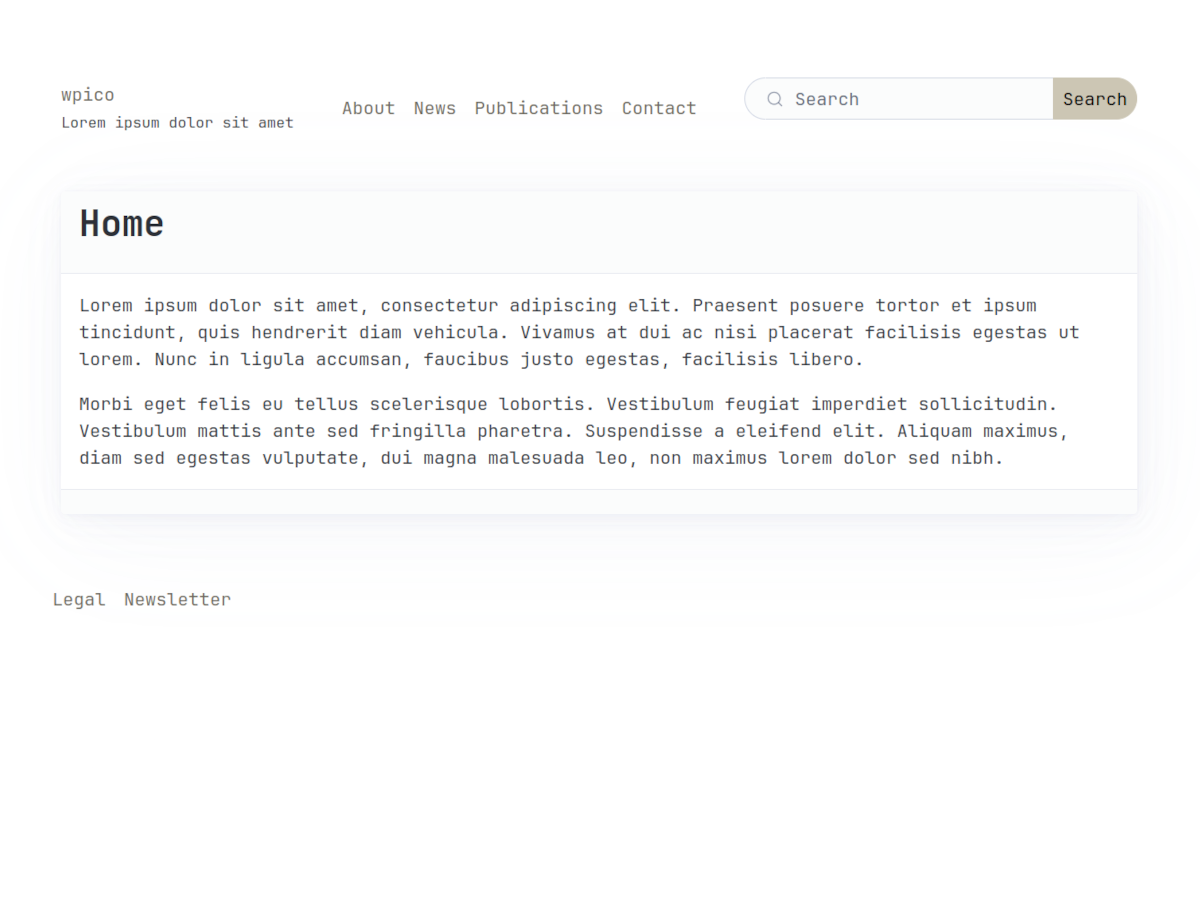 wpico
Lorem ipsum dolor sit amet
About News Publications Contact
Search
Search
Home
Lorem ipsum dolor sit amet, consectetur adipiscing elit. Praesent posuere tortor et ipsum
tincidunt, quis hendrerit diam vehicula. Vivamus at dui ac nisi placerat facilisis egestas ut
lorem. Nunc in ligula accumsan, faucibus justo egestas, facilisis libero.
Morbi eget felis eu tellus scelerisque lobortis. Vestibulum feugiat imperdiet sollicitudin.
Vestibulum mattis ante sed fringilla pharetra. Suspendisse a eleifend elit. Aliquam maximus,
diam sed egestas vulputate, dui magna malesuada leo, non maximus lorem dolor sed nibh.
Legal Newsletter